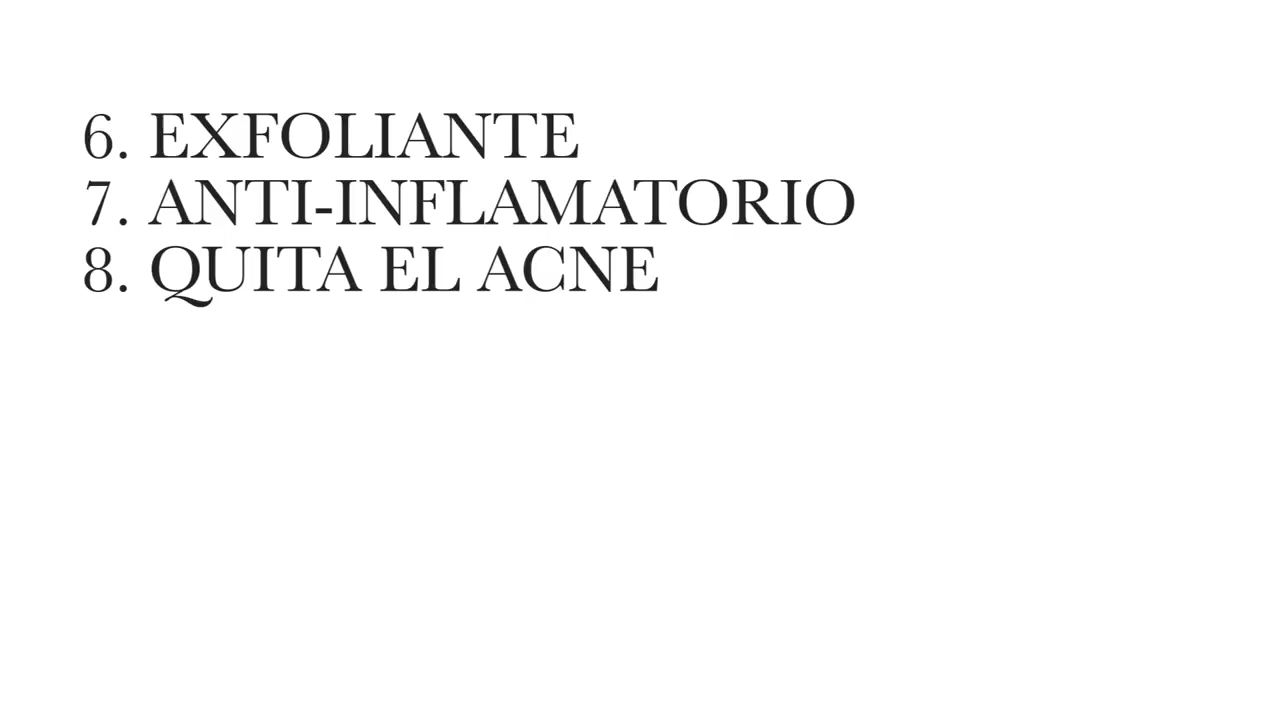 6. EXFOLIANTE
7. ANTI-INFLAMATORIO
8. QUITA EL ACNE